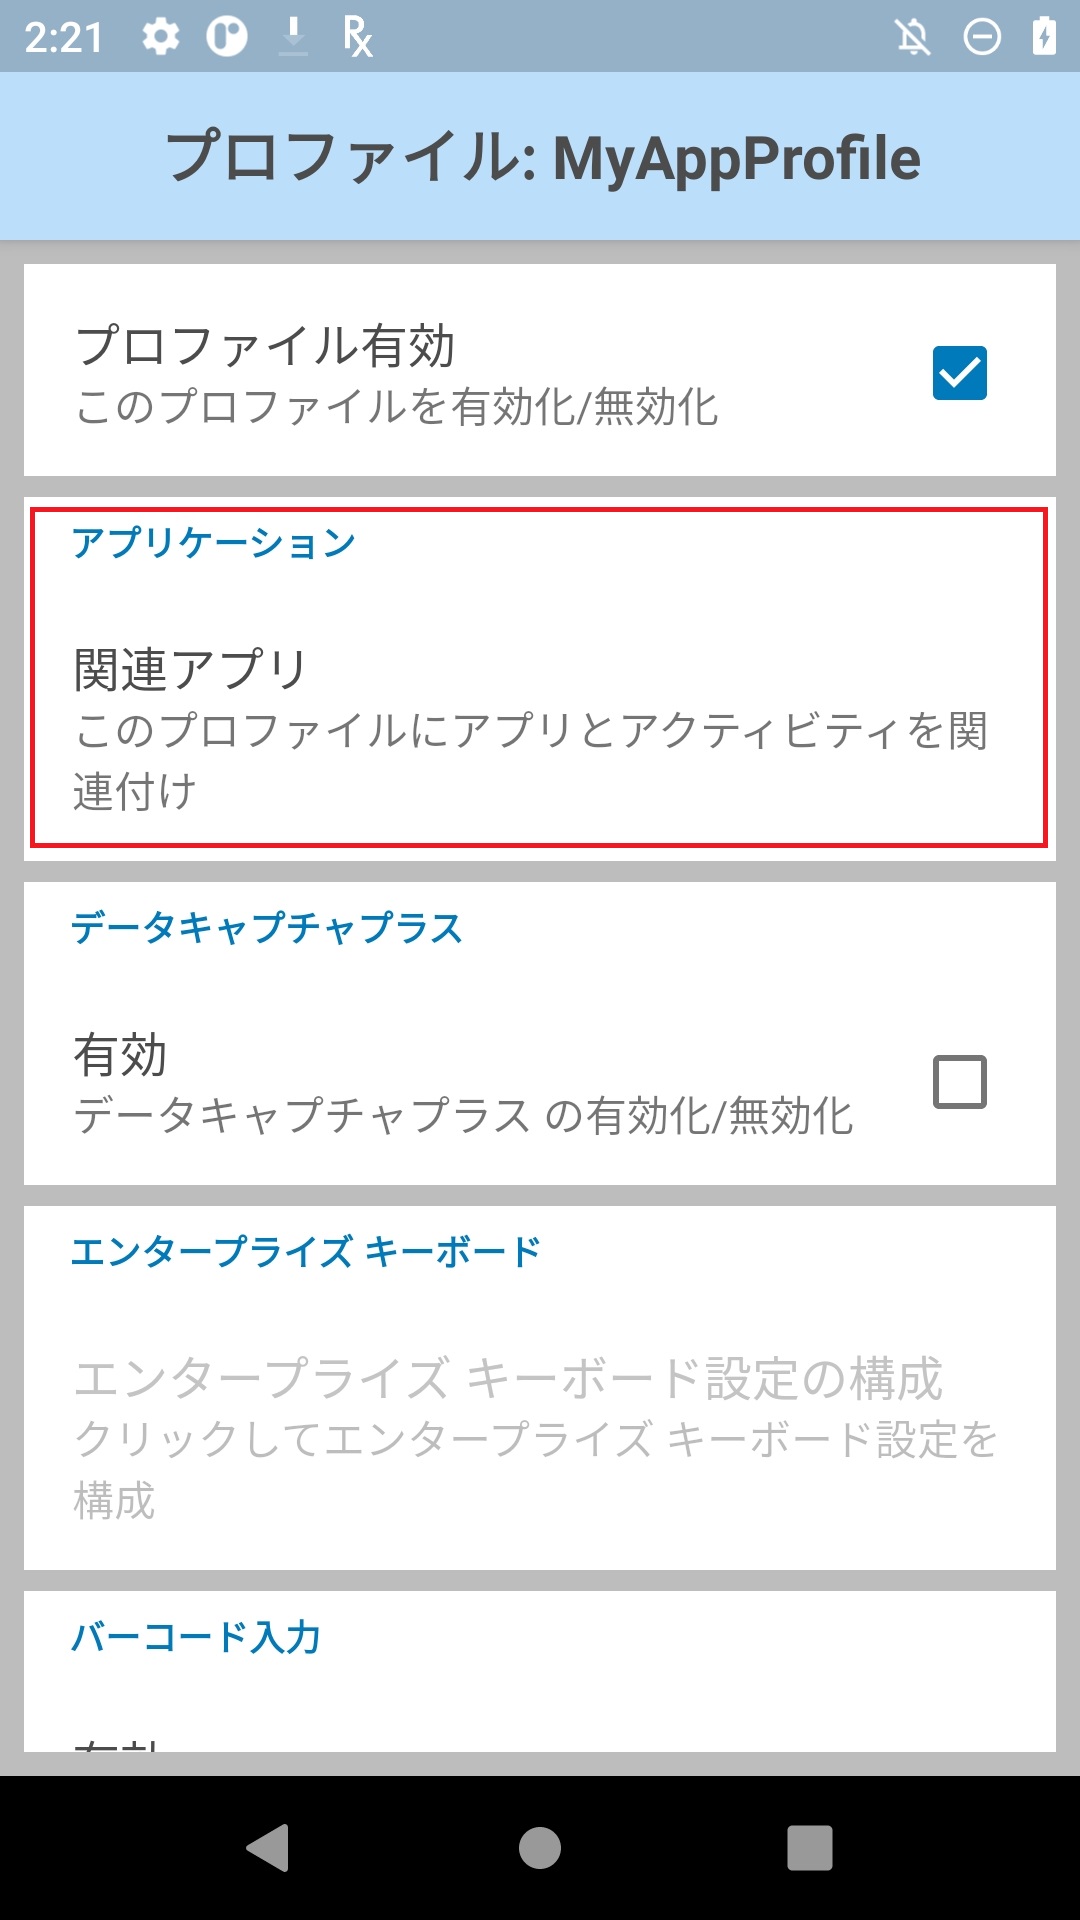 2:21
プロファイル: MyAppProfile
プロファイル有効
このプロファイルを有効化/無効化
アプリケーション
関連アプリ
このプロファイルにアプリとアクティビティを関
連付け
データキャプチャプラス
有効
データキャプチャプラス の有効化/無効化
エンタープライズ キーボード
エンタープライズ キーボード設定の構成
クリックしてエンタープライズ キーボード設定を
構成
バーコード入力